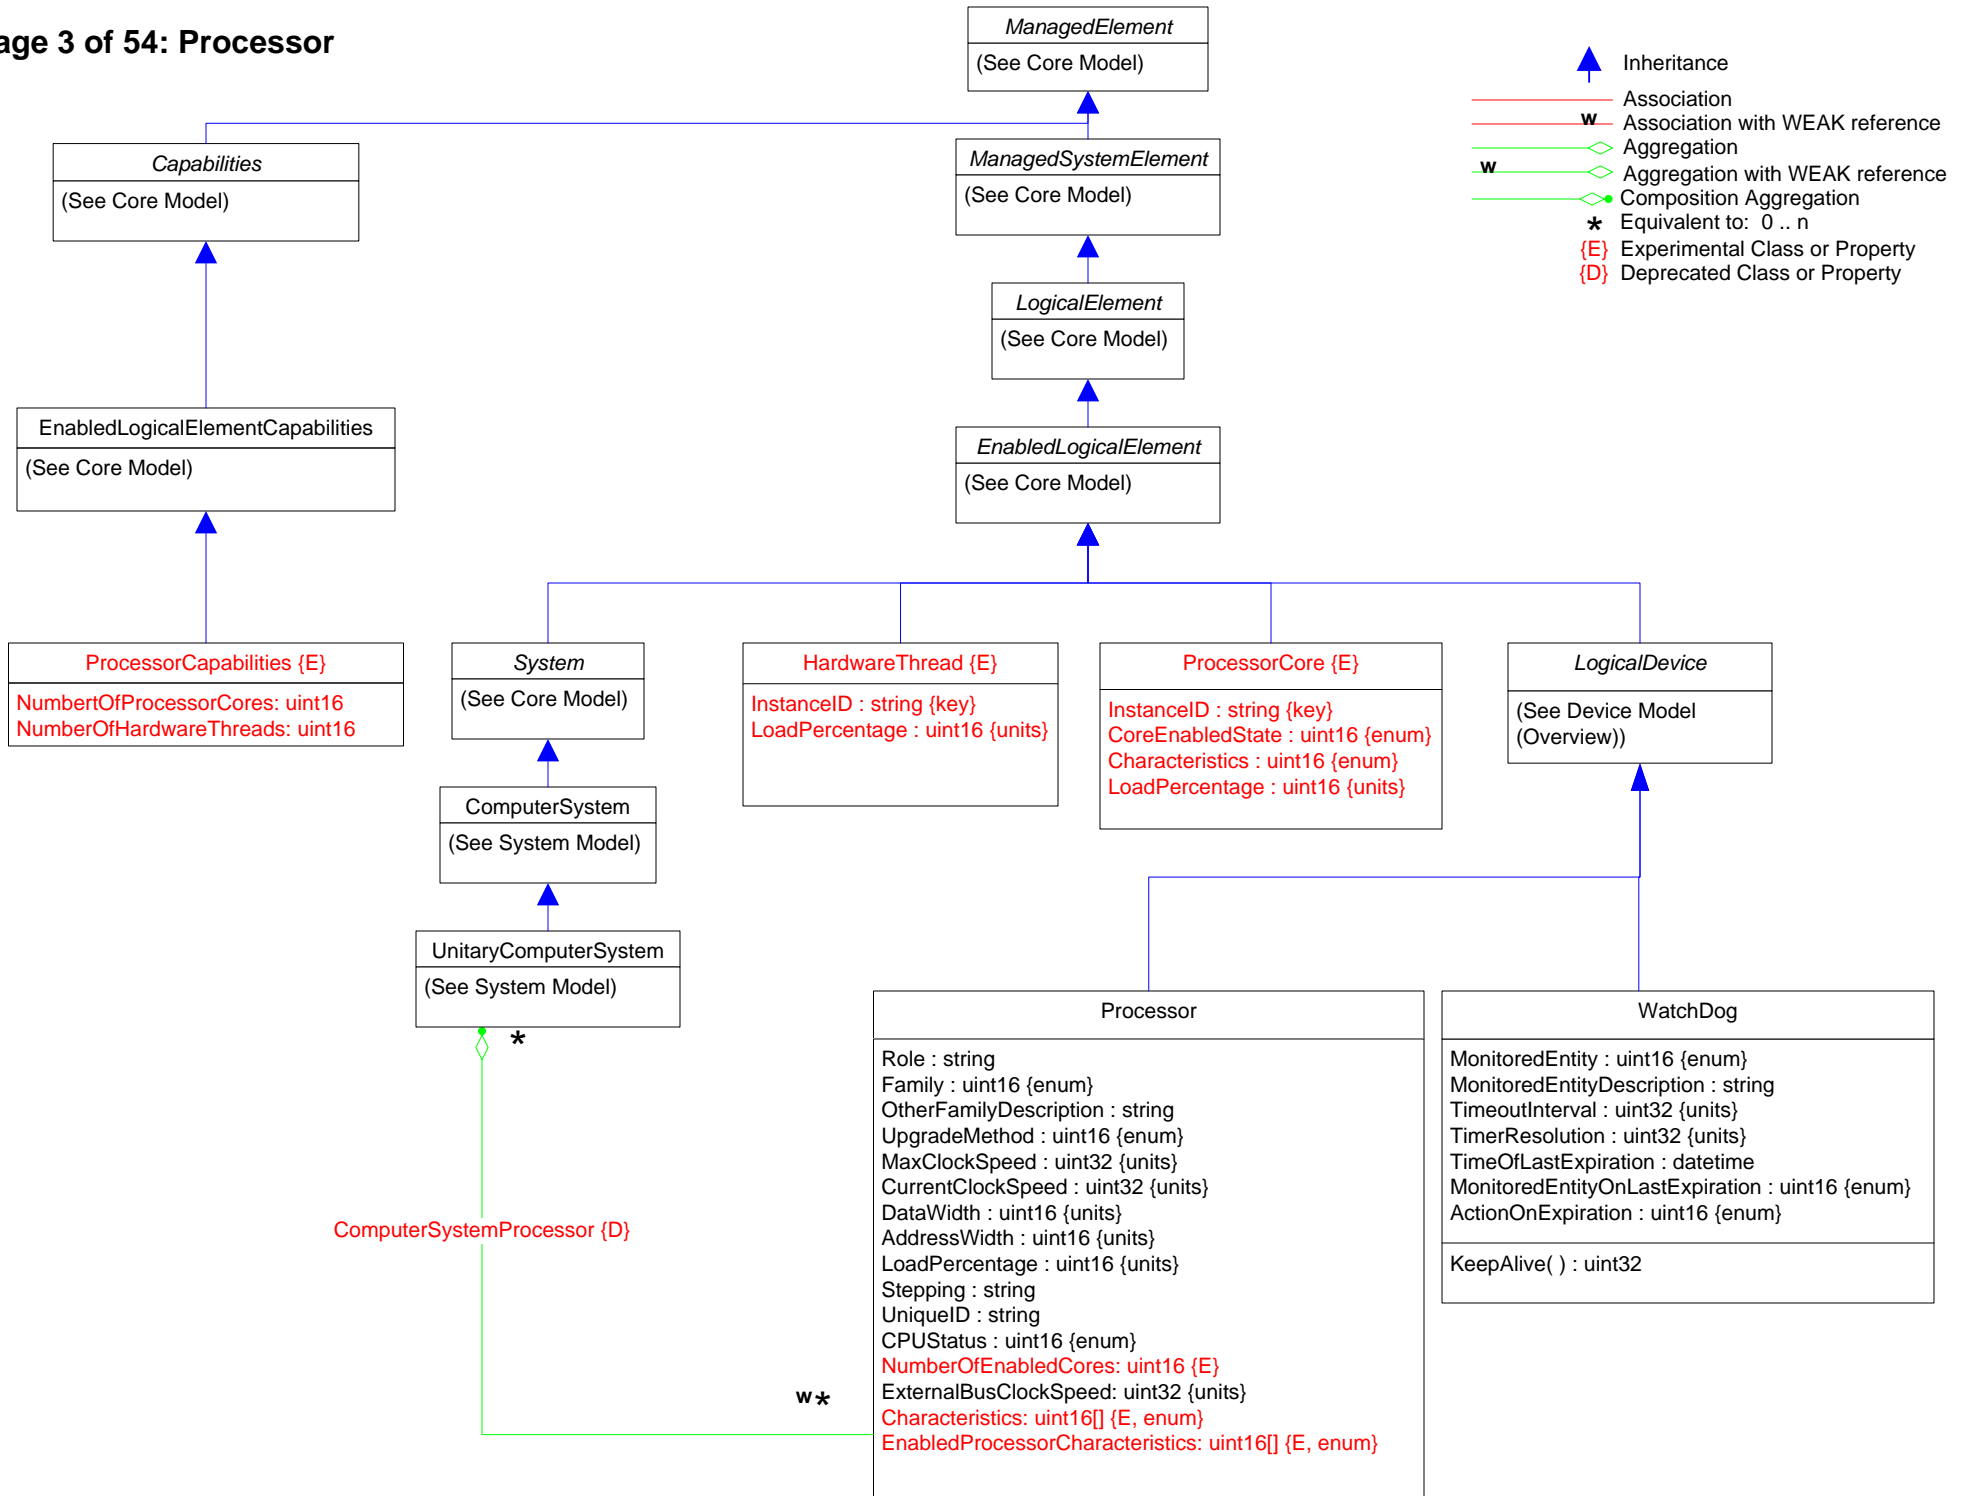 age 3 of 54: Processor
ManagedElement
(See Core Model)
Inheritance
Association
w Association with WEAK reference
Aggregation
w Aggregation with WEAK reference
Composition Aggregation
* Equivalent to: 0 .. n
{E} Experimental Class or Property
{D} Deprecated Class or Property
Capabilities
(See Core Model)
ManagedSystemElement
(See Core Model)
LogicalElement
(See Core Model)
EnabledLogicalElementCapabilities
(See Core Model)
EnabledLogicalElement
(See Core Model)
ProcessorCapabilities {E}
NumbertOfProcessorCores: uint16
NumberOfHardwareThreads: uint16
System
(See Core Model)
HardwareThread {E}
InstanceID : string {key}
LoadPercentage : uint16 {units}
ProcessorCore {E}
InstanceID : string {key}
CoreEnabledState : uint16 {enum}
Characteristics : uint16 {enum}
LoadPercentage : uint16 {units}
LogicalDevice
(See Device Model
(Overview))
ComputerSystem
(See System Model)
UnitaryComputerSystem
(See System Model)
*
ComputerSystemProcessor {D}
w*
Processor
Role : string
Family : uint16 {enum}
OtherFamilyDescription : string
UpgradeMethod : uint16 {enum}
MaxClockSpeed : uint32 {units}
CurrentClockSpeed : uint32 {units}
DataWidth : uint16 {units}
AddressWidth : uint16 {units}
LoadPercentage : uint16 {units}
Stepping : string
UniqueID : string
CPUStatus : uint16 {enum}
NumberOfEnabledCores: uint16 {E}
ExternalBusClockSpeed: uint32 {units}
Characteristics: uint16[] {E, enum}
EnabledProcessorCharacteristics: uint16[] {E, enum}
WatchDog
MonitoredEntity : uint16 {enum}
MonitoredEntityDescription : string
TimeoutInterval : uint32 {units}
TimerResolution : uint32 {units}
TimeOfLastExpiration : datetime
MonitoredEntityOnLastExpiration : uint16 {enum}
ActionOnExpiration : uint16 {enum}
KeepAlive( ) : uint32